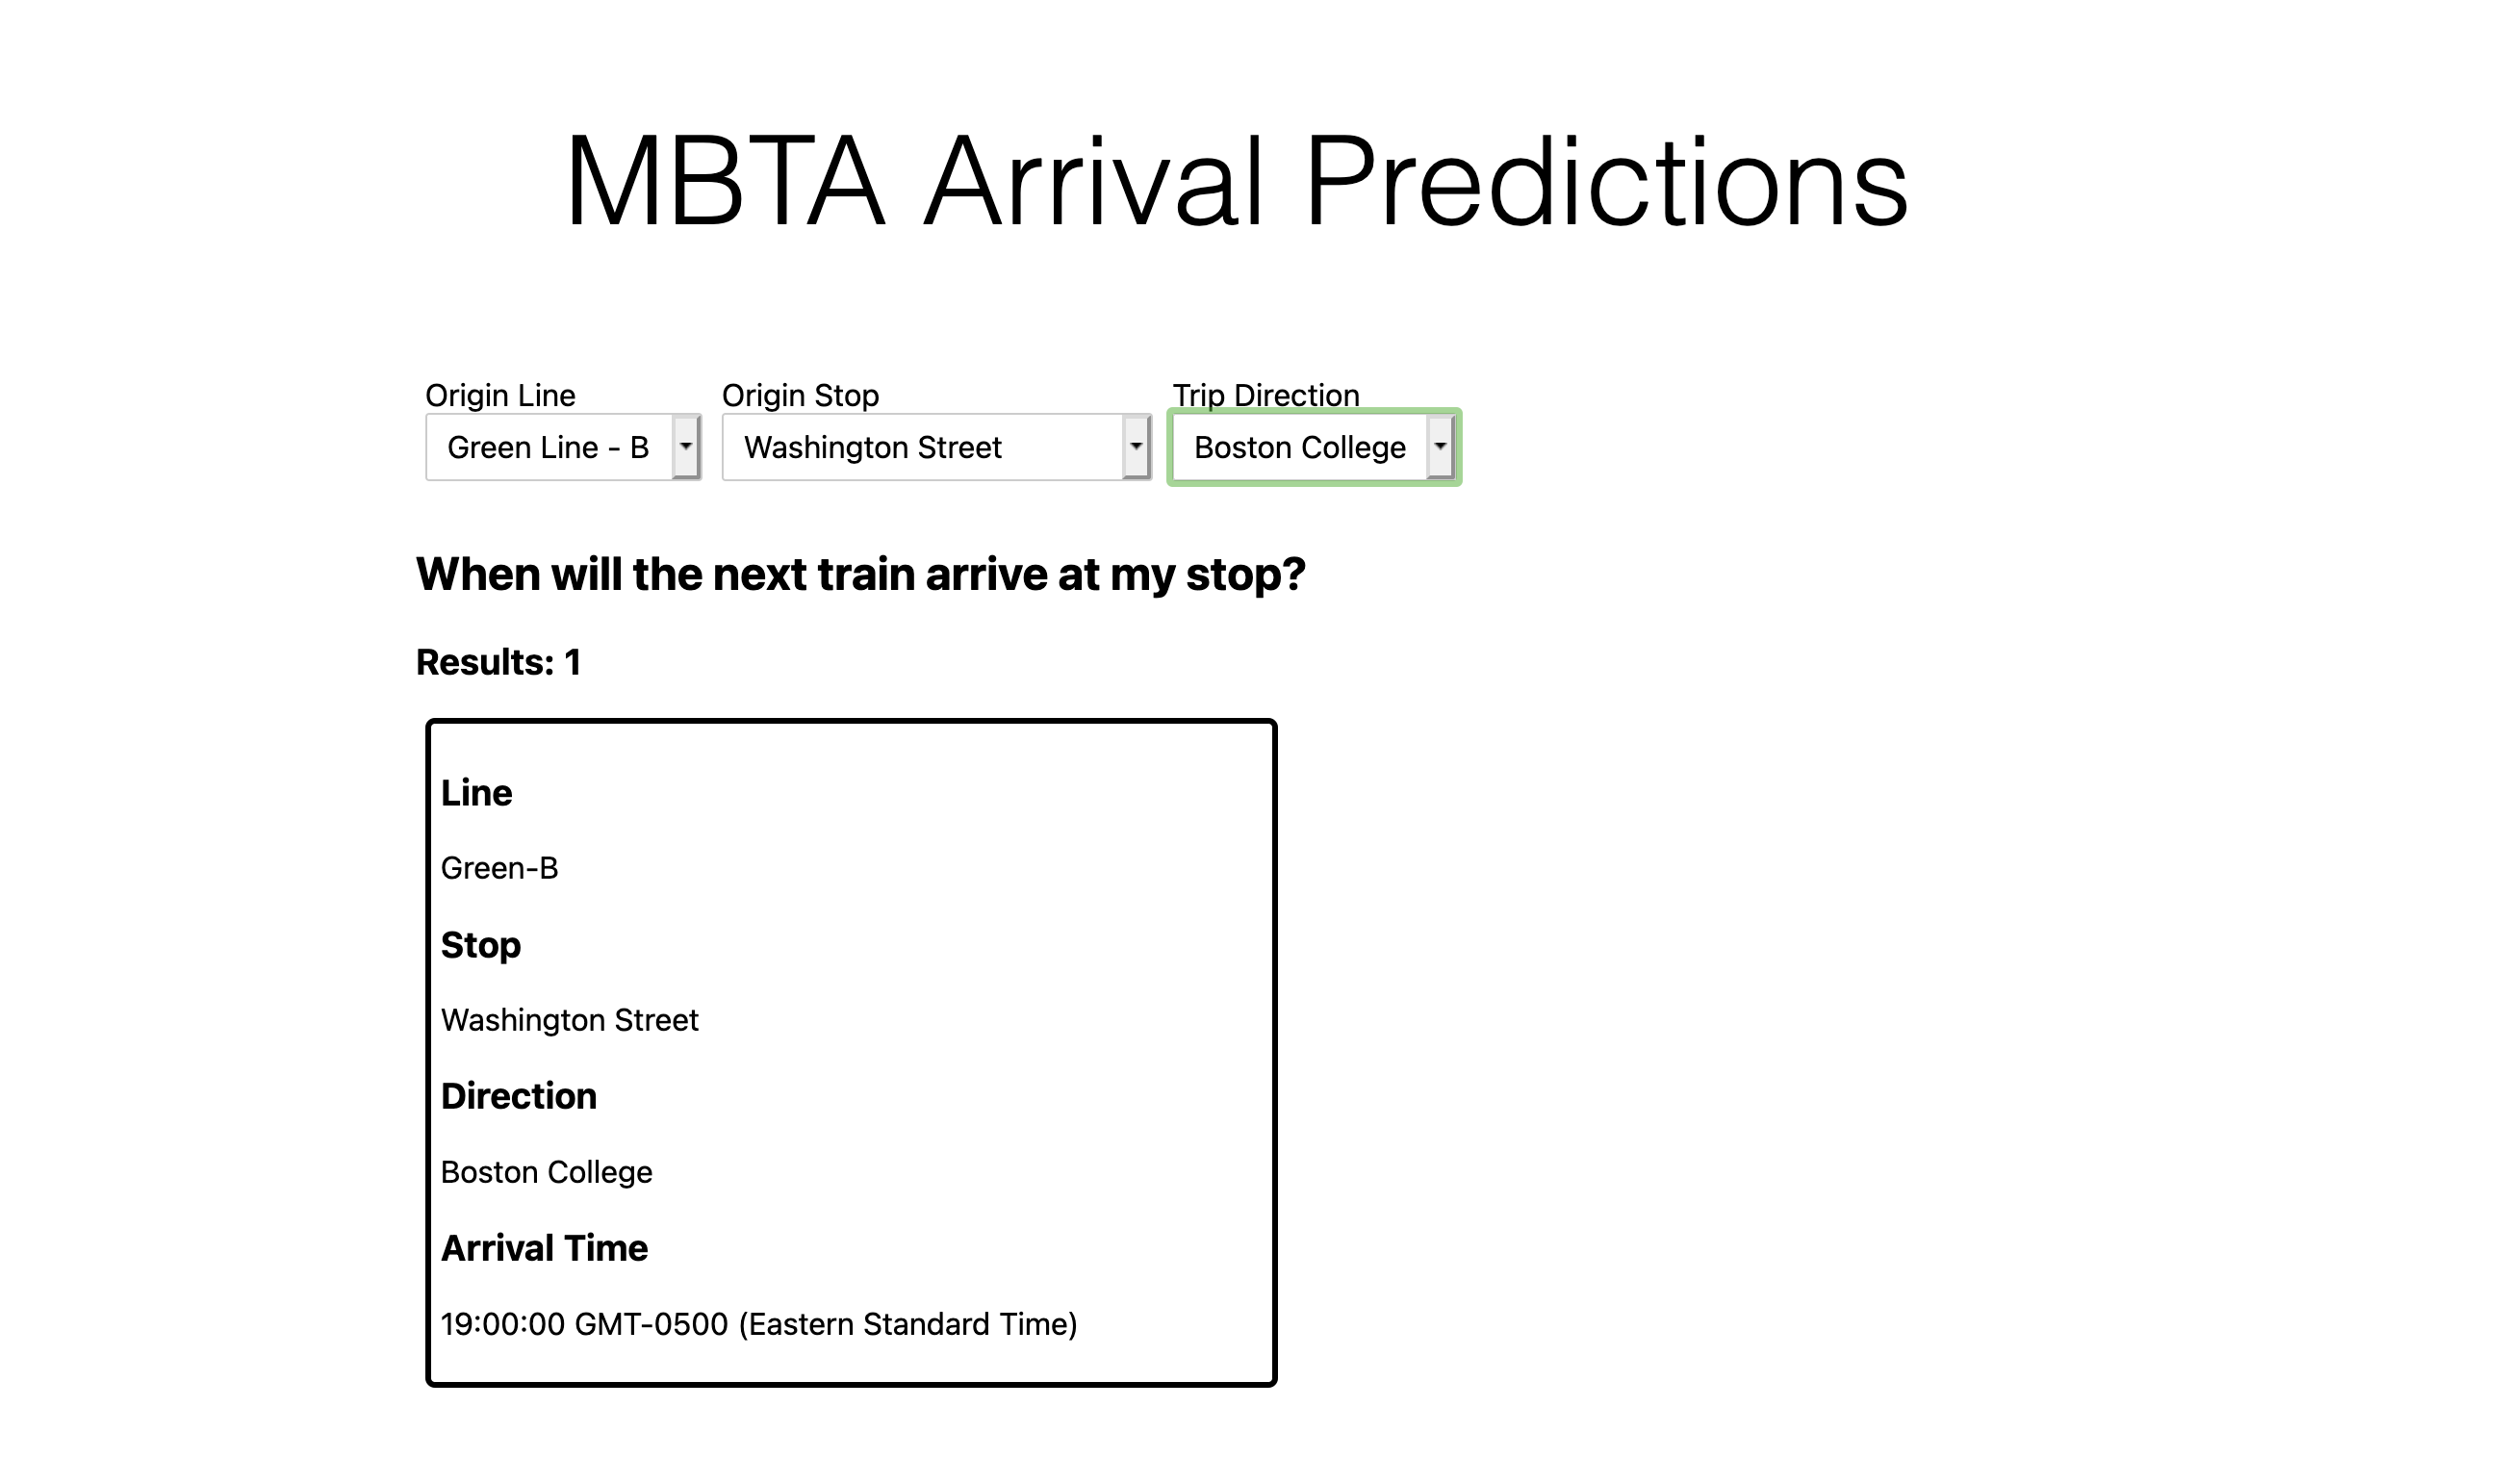 MBTA Arrival Predictions
Origin Line Origin Stop Trip Direction
Green Line - B Washington Street Boston College
When will the next train arrive at my stop?
Results: 1
Line
Green-B
Stop
Washington Street
Direction
Boston College
Arrival Time
19:00:00 GMT-0500 (Eastern Standard Time)